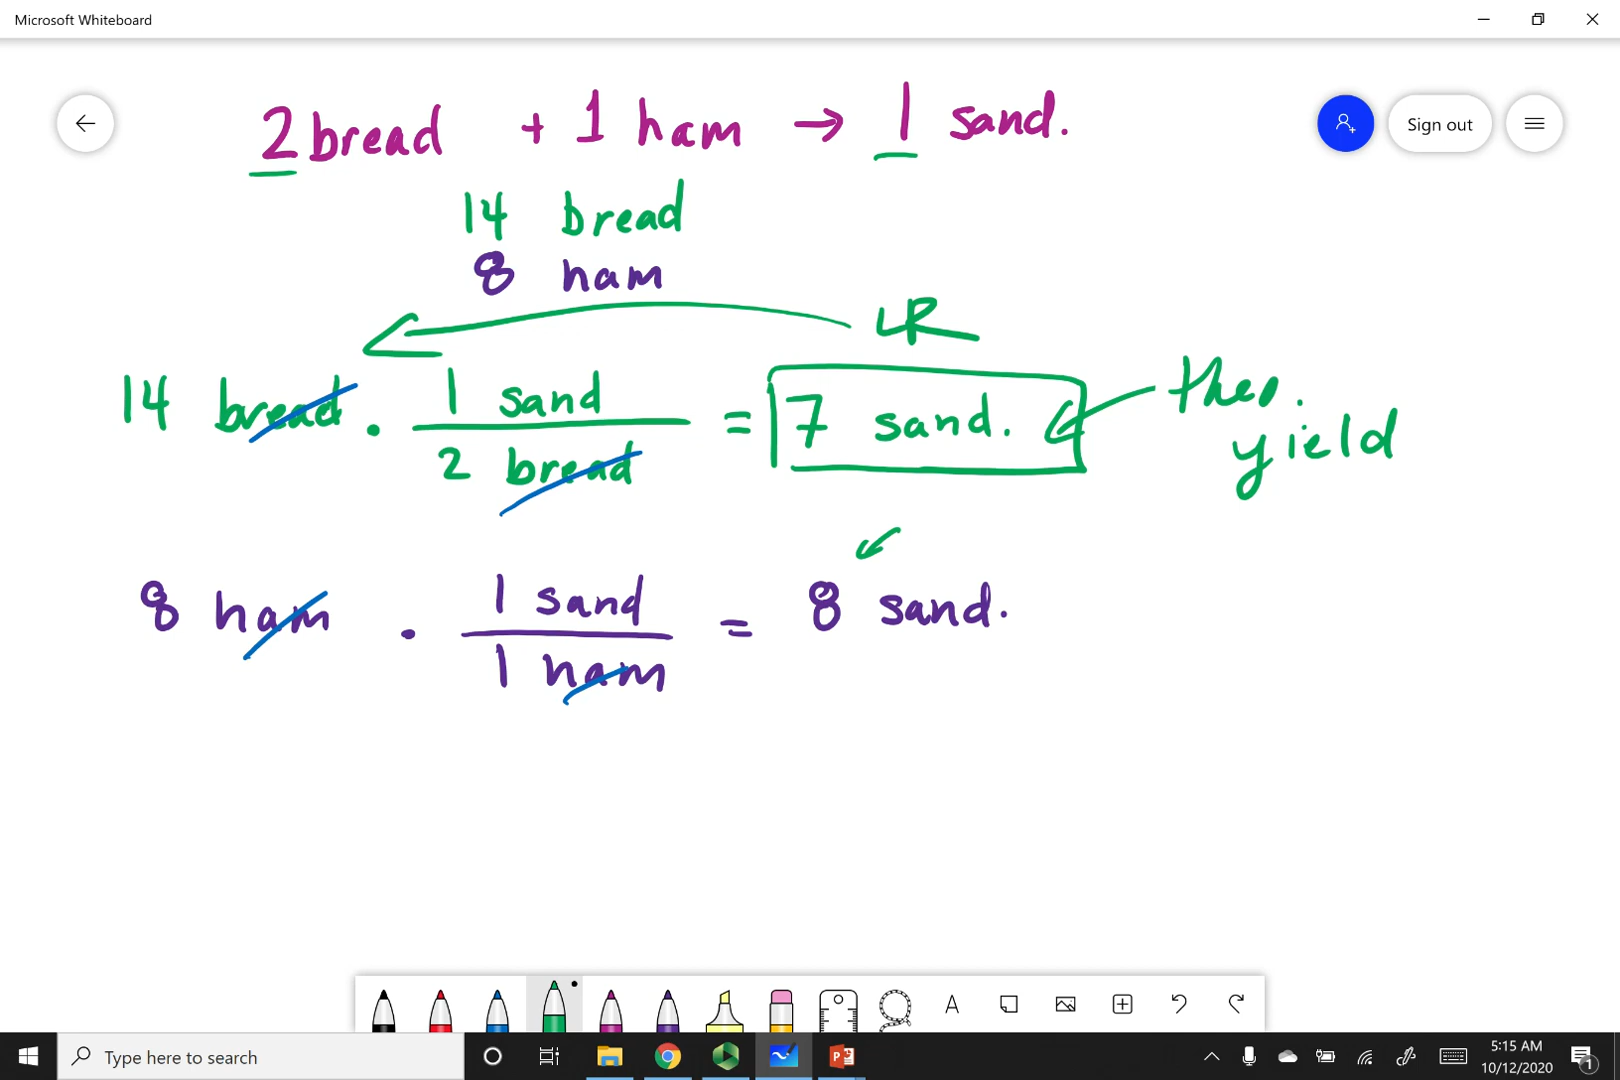 Microsoft Whiteboard
Sign out
2 bread + 1 ham → 1 sand.
14 bread
8 ham
LR
14 bread · 1 sand / 2 bread = 7 sand.
theo. yield
8 ham · 1 sand / 1 ham = 8 sand.
A
Type here to search
5:15 AM
10/12/2020
1